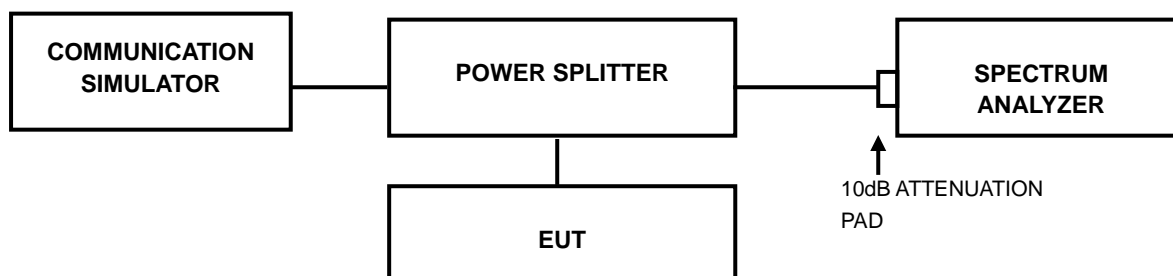 COMMUNICATION
SIMULATOR
POWER SPLITTER
SPECTRUM
ANALYZER
10dB ATTENUATION
PAD
EUT